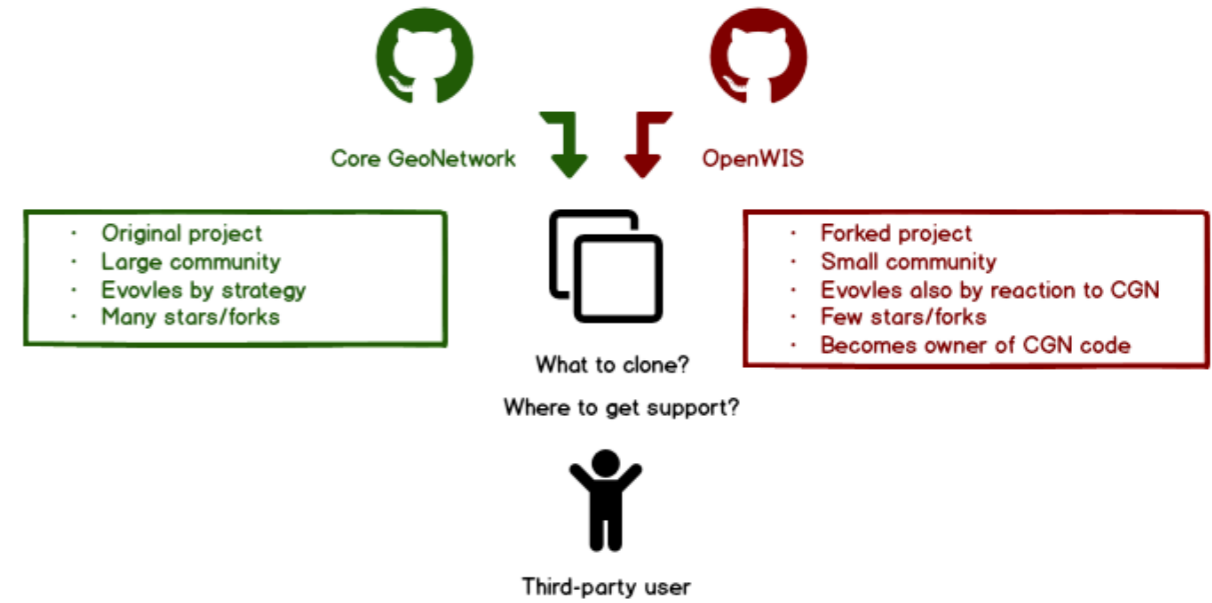 Core GeoNetwork
OpenWIS
· Original project
· Large community
· Evovles by strategy
· Many stars/forks
· Forked project
· Small community
· Evovles also by reaction to CGN
· Few stars/forks
· Becomes owner of CGN code
What to clone?
Where to get support?
Third-party user